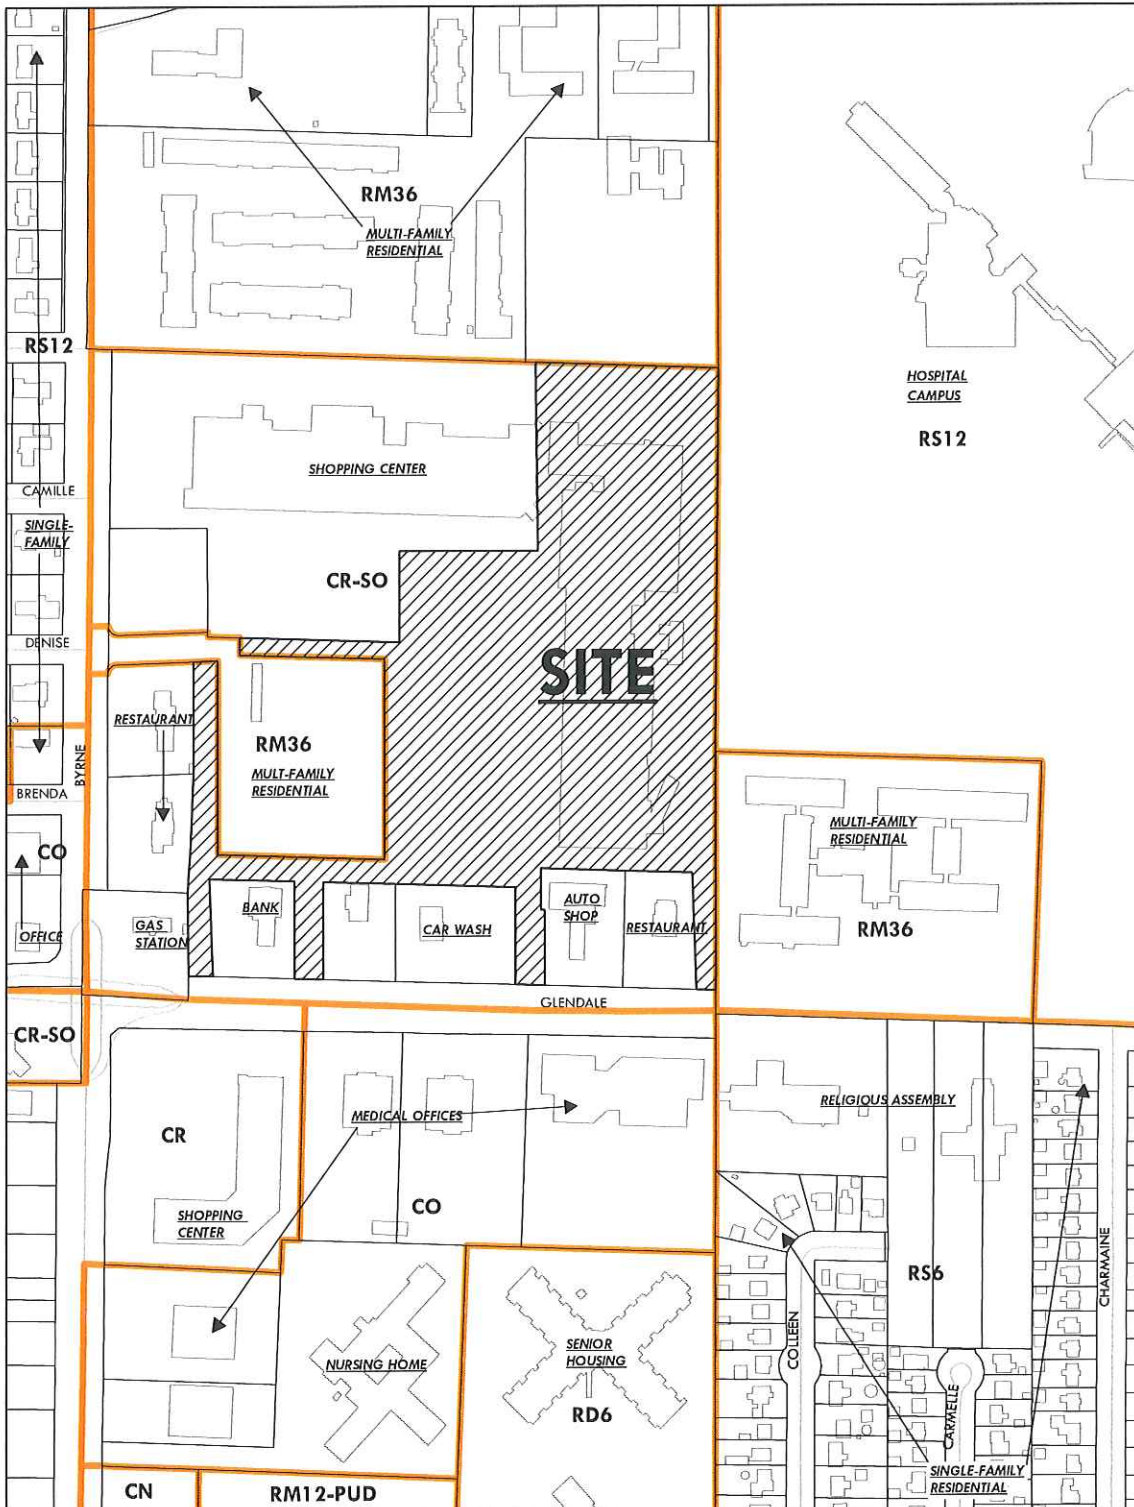 RM36
MULTI-FAMILY
RESIDENTIAL
RS12
HOSPITAL
CAMPUS
RS12
SHOPPING CENTER
CAMILLE
SINGLE-
FAMILY
CR-SO
DENISE
SITE
RESTAURANT
RM36
MULT-FAMILY
RESIDENTIAL
BYRNE
BRENDA
MULTI-FAMILY
RESIDENTIAL
CO
BANK
AUTO
SHOP
GAS
STATION
CAR WASH
RESTAURANT
RM36
OFFICE
GLENDALE
CR-SO
RELIGIOUS ASSEMBLY
MEDICAL OFFICES
CR
SHOPPING
CENTER
CO
CHARMAINE
RS6
COLLEEN
NURSING HOME
SENIOR
HOUSING
CARMELLE
RD6
SINGLE-FAMILY
RESIDENTIAL
CN
RM12-PUD